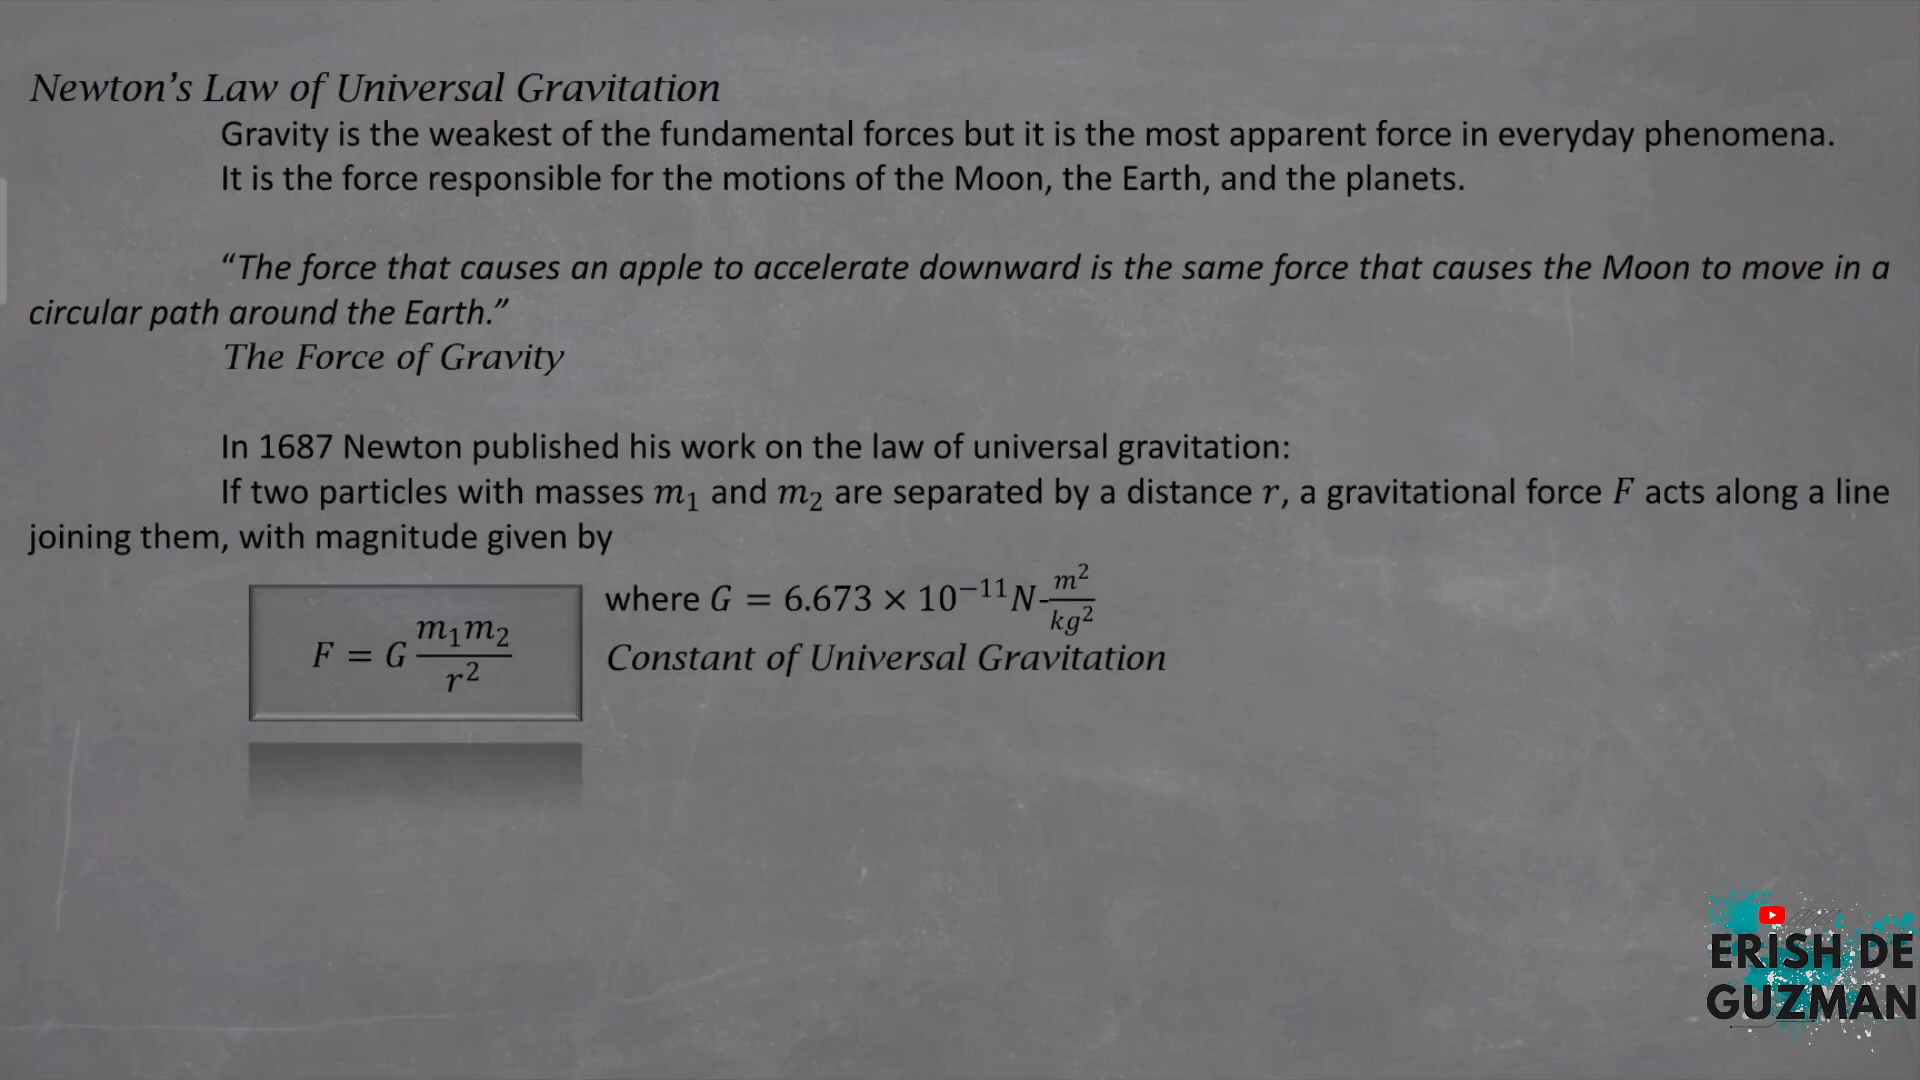 Newton’s Law of Universal Gravitation
Gravity is the weakest of the fundamental forces but it is the most apparent force in everyday phenomena.
It is the force responsible for the motions of the Moon, the Earth, and the planets.
“The force that causes an apple to accelerate downward is the same force that causes the Moon to move in a
circular path around the Earth.”
The Force of Gravity
In 1687 Newton published his work on the law of universal gravitation:
If two particles with masses m₁ and m₂ are separated by a distance r, a gravitational force F acts along a line
joining them, with magnitude given by
F = G m₁m₂/r²
where G = 6.673 × 10⁻¹¹N-m²/kg²
Constant of Universal Gravitation
ERISH DE
GUZMAN